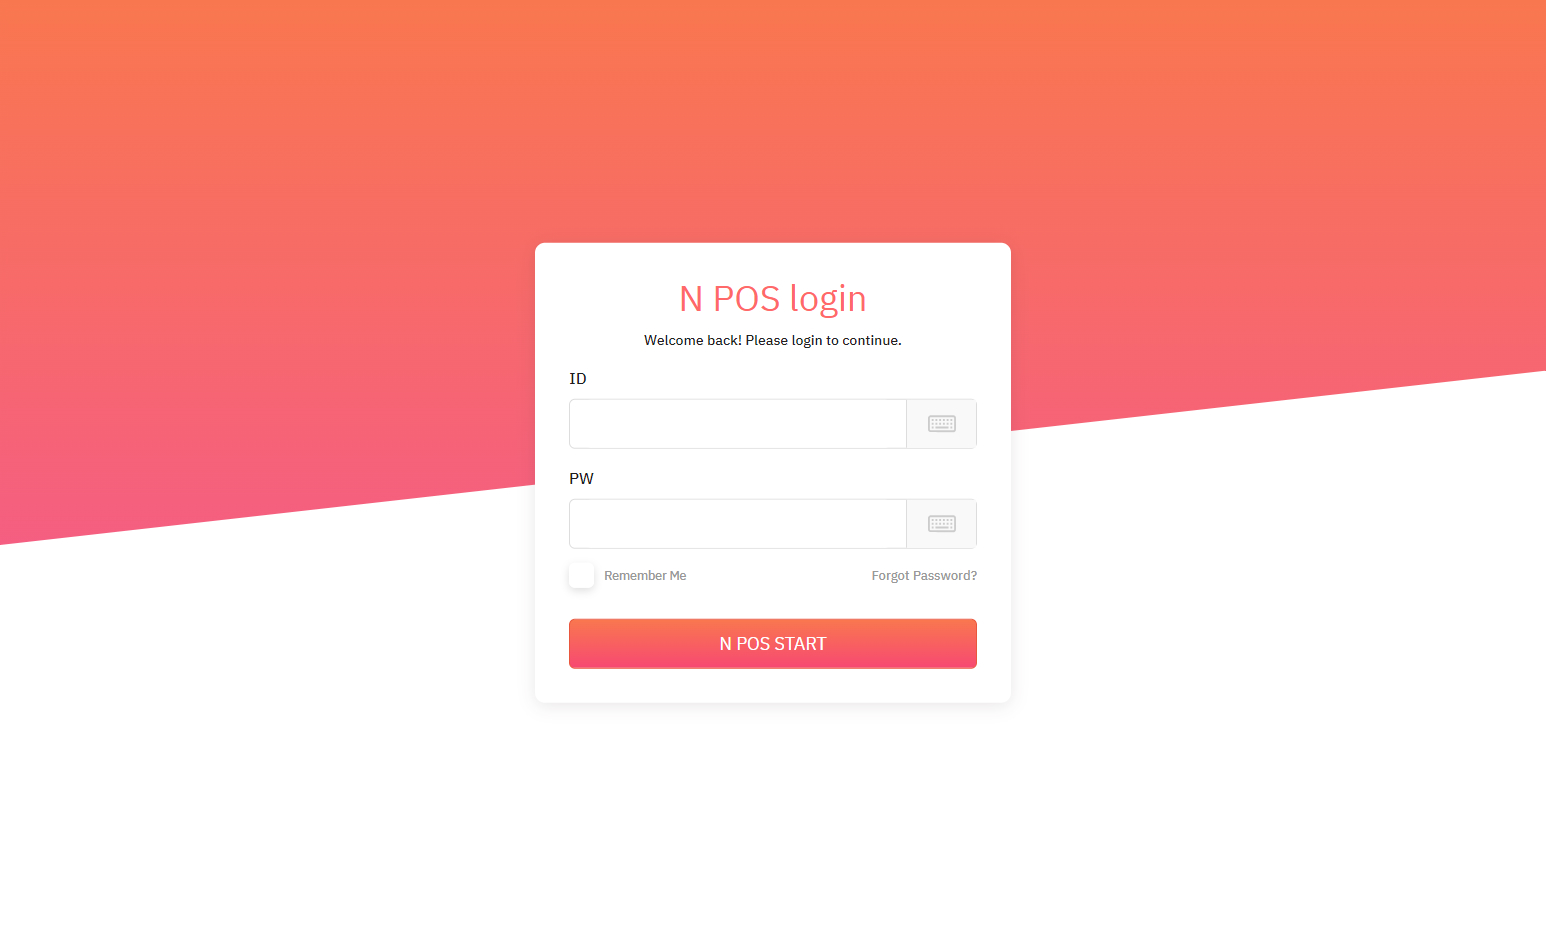 N POS login
Welcome back! Please login to continue.
ID
PW
Remember Me
Forgot Password?
N POS START